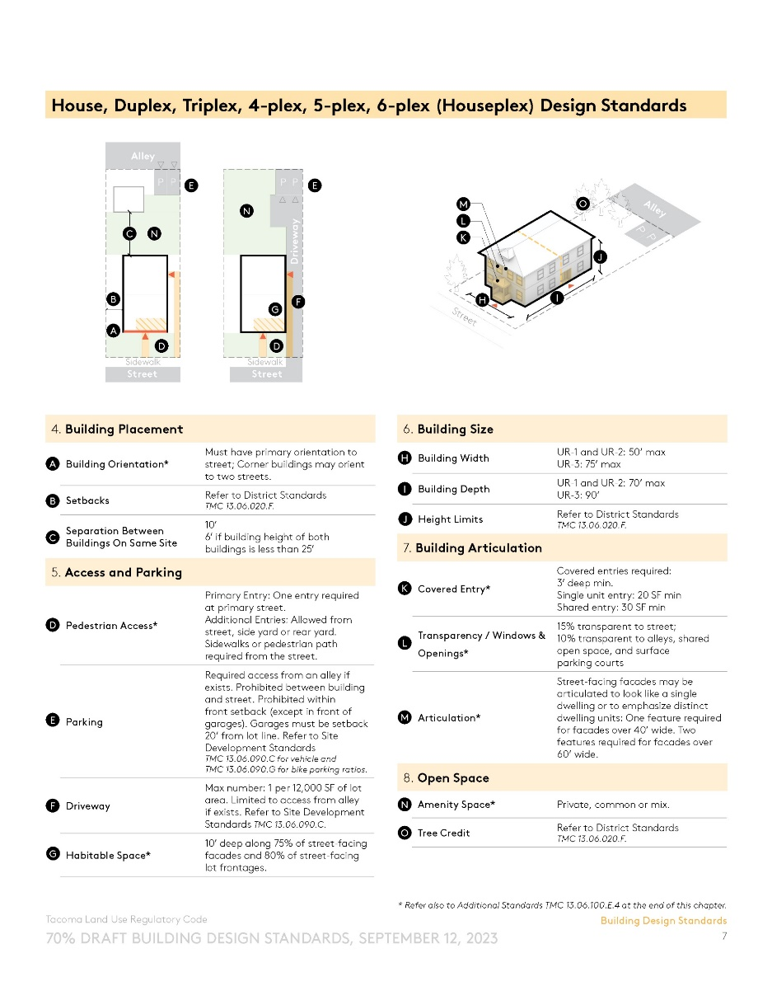 House, Duplex, Triplex, 4-plex, 5-plex, 6-plex (Houseplex) Design Standards
Alley
P P
E
C
N
B
A
D
Sidewalk
Street
P P
E
N
Driveway
F
G
D
Sidewalk
Street
M
L
K
O
Alley
P P
J
H
I
Street
4. Building Placement
A Building Orientation*
Must have primary orientation to
street; Corner buildings may orient
to two streets.
B Setbacks
Refer to District Standards
TMC 13.06.020.F.
C Separation Between
Buildings On Same Site
10’
6’ if building height of both
buildings is less than 25’
5. Access and Parking
D Pedestrian Access*
Primary Entry: One entry required
at primary street.
Additional Entries: Allowed from
street, side yard or rear yard.
Sidewalks or pedestrian path
required from the street.
E Parking
Required access from an alley if
exists. Prohibited between building
and street. Prohibited within
front setback (except in front of
garages). Garages must be setback
20’ from lot line. Refer to Site
Development Standards
TMC 13.06.090.C for vehicle and
TMC 13.06.090.G for bike parking ratios.
F Driveway
Max number: 1 per 12,000 SF of lot
area. Limited to access from alley
if exists. Refer to Site Development
Standards TMC 13.06.090.C.
G Habitable Space*
10’ deep along 75% of street-facing
facades and 80% of street-facing
lot frontages.
6. Building Size
H Building Width
UR-1 and UR-2: 50’ max
UR-3: 75’ max
I Building Depth
UR-1 and UR-2: 70’ max
UR-3: 90’
J Height Limits
Refer to District Standards
TMC 13.06.020.F.
7. Building Articulation
K Covered Entry*
Covered entries required:
3’ deep min.
Single unit entry: 20 SF min
Shared entry: 30 SF min
L Transparency / Windows &
Openings*
15% transparent to street;
10% transparent to alleys, shared
open space, and surface
parking courts
M Articulation*
Street-facing facades may be
articulated to look like a single
dwelling or to emphasize distinct
dwelling units: One feature required
for facades over 40’ wide. Two
features required for facades over
60’ wide.
8. Open Space
N Amenity Space*
Private, common or mix.
O Tree Credit
Refer to District Standards
TMC 13.06.020.F.
* Refer also to Additional Standards TMC 13.06.100.E.4 at the end of this chapter.
Tacoma Land Use Regulatory Code
70% DRAFT BUILDING DESIGN STANDARDS, SEPTEMBER 12, 2023
Building Design Standards
7